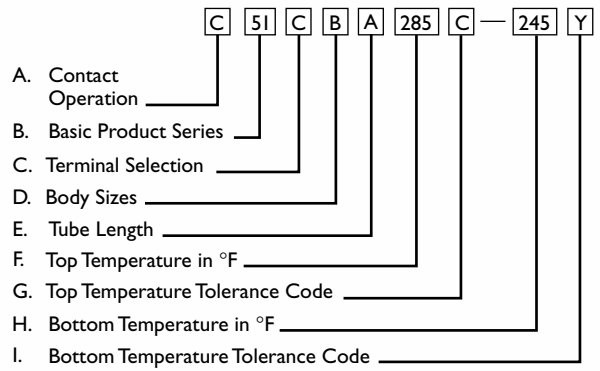 C 51 C B A 285 C — 245 Y
A. Contact
Operation
B. Basic Product Series
C. Terminal Selection
D. Body Sizes
E. Tube Length
F. Top Temperature in °F
G. Top Temperature Tolerance Code
H. Bottom Temperature in °F
I. Bottom Temperature Tolerance Code